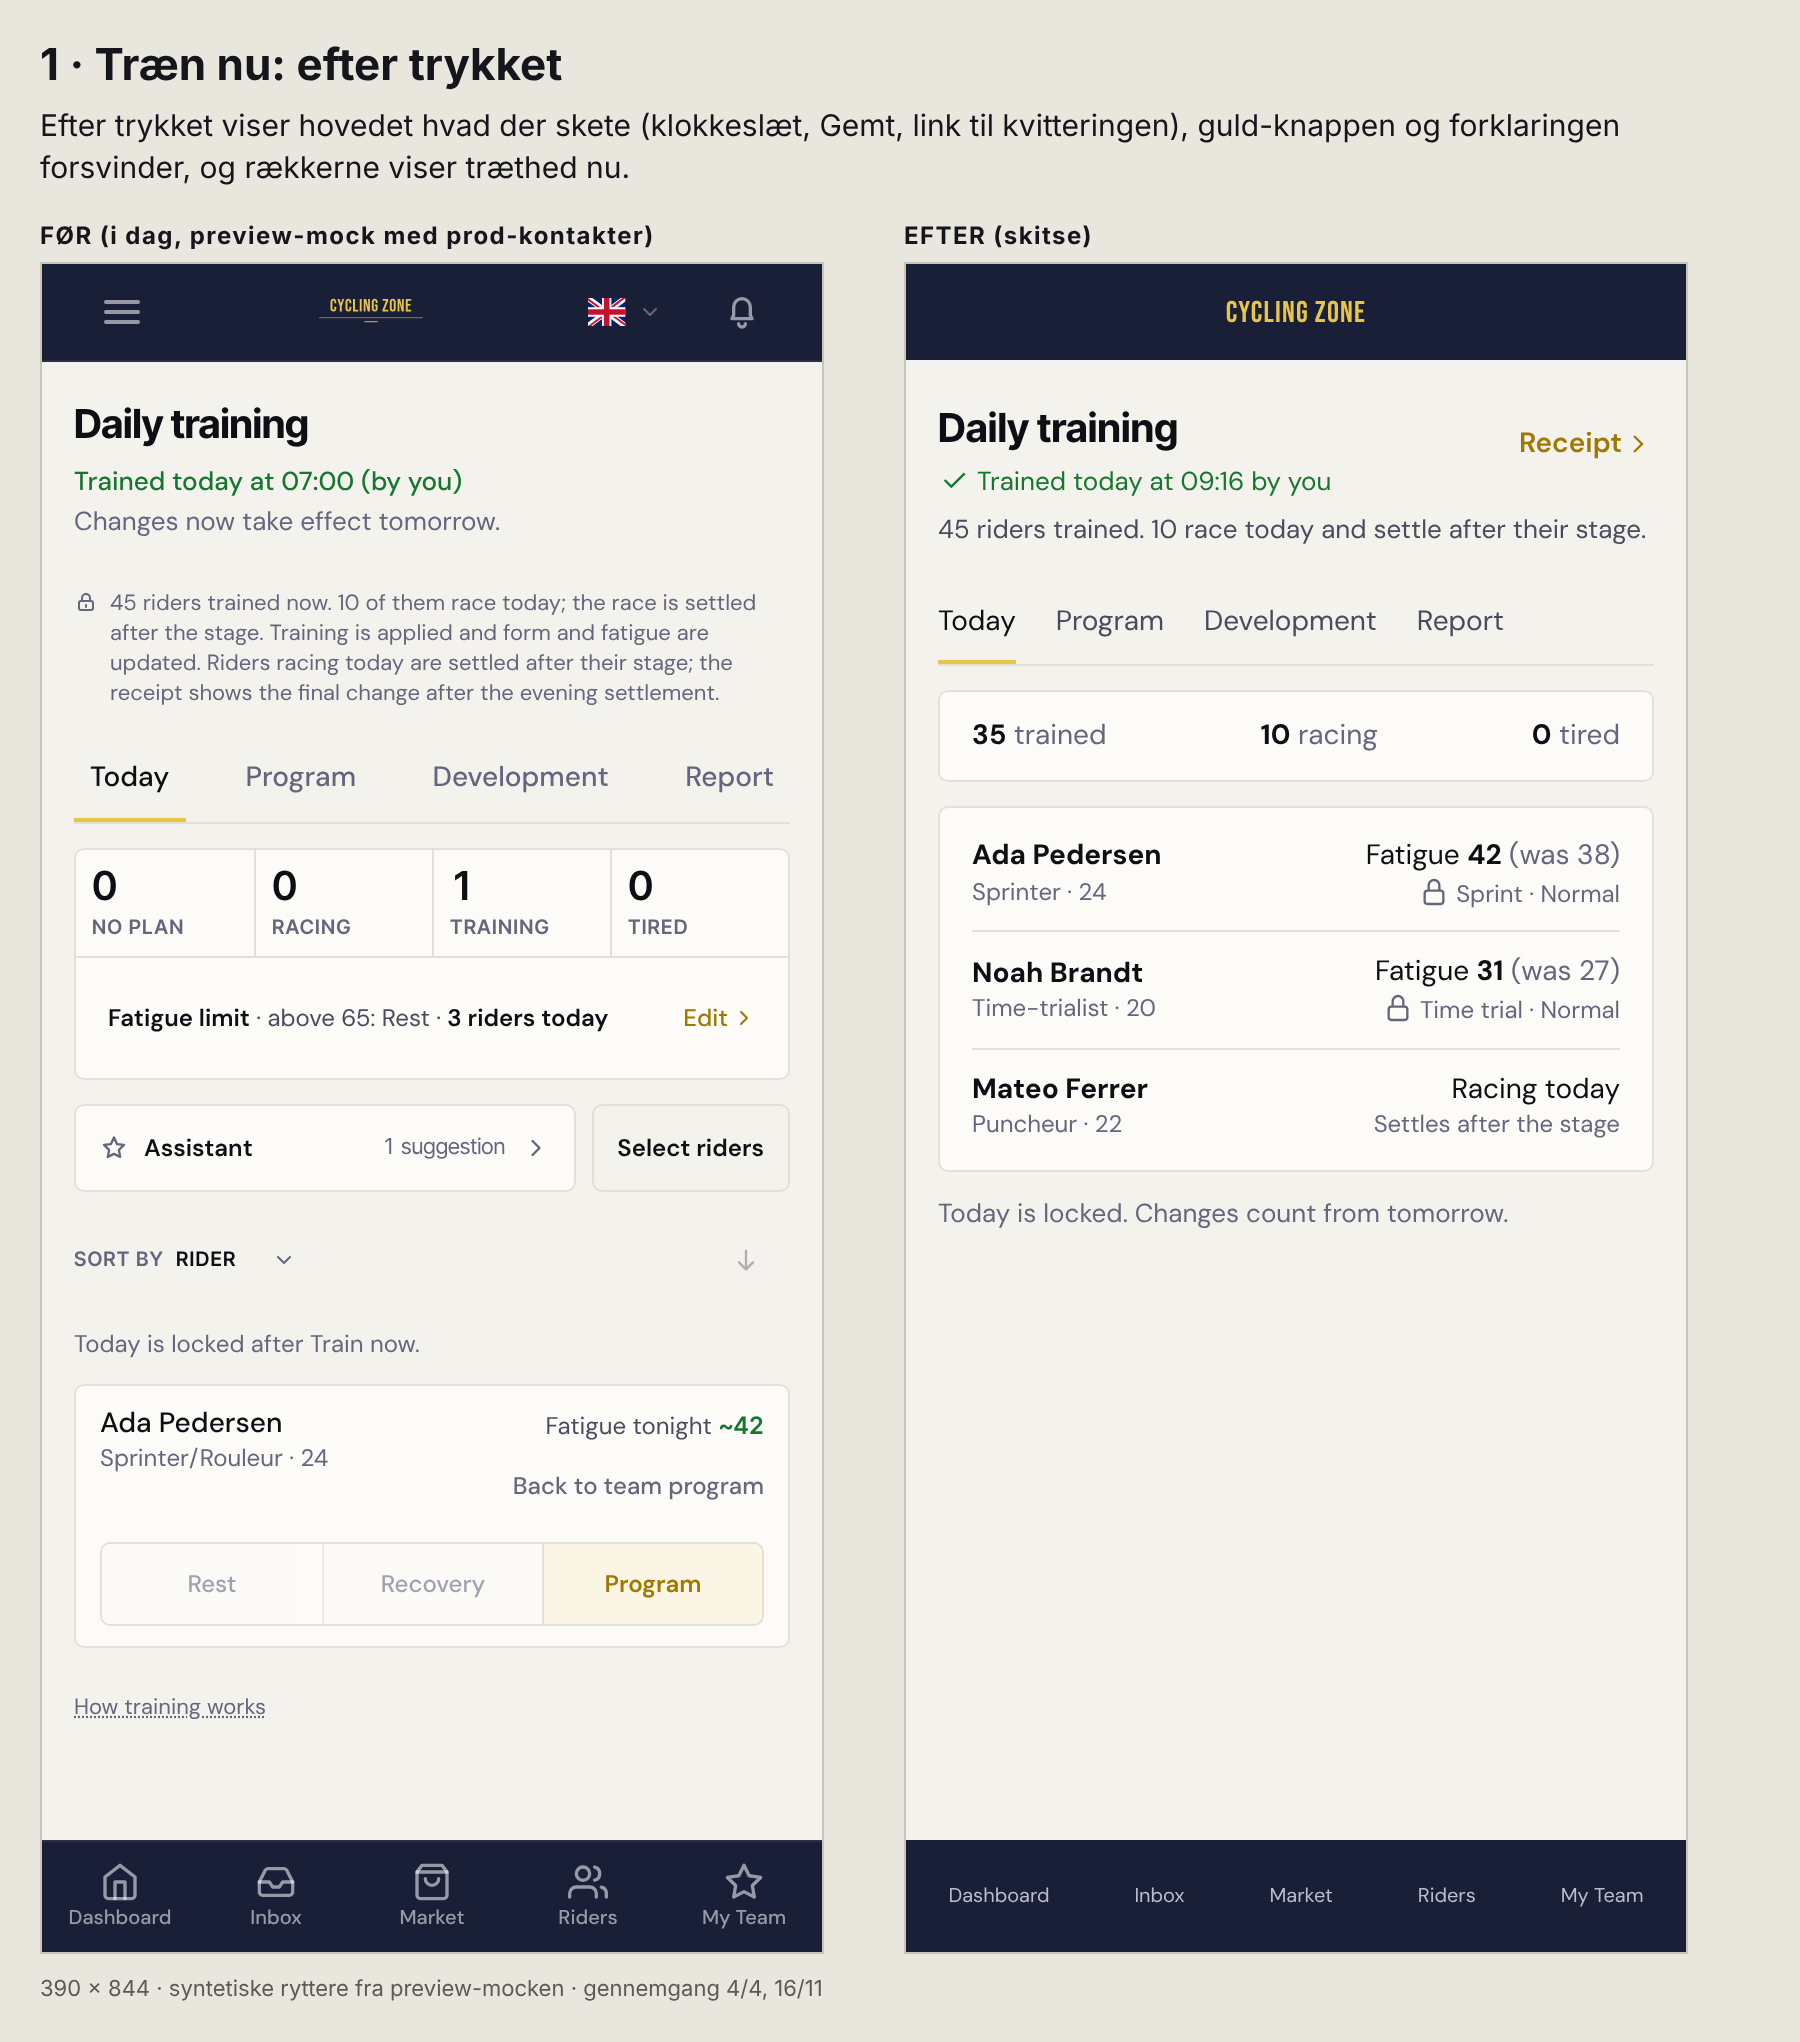 1 · Træn nu: efter trykket
Efter trykket viser hovedet hvad der skete (klokkeslæt, Gemt, link til kvitteringen), guld-knappen og forklaringen
forsvinder, og rækkerne viser træthed nu.
FØR (i dag, preview-mock med prod-kontakter)
CYCLING ZONE
Daily training
Trained today at 07:00 (by you)
Changes now take effect tomorrow.
45 riders trained now. 10 of them race today; the race is settled
after the stage. Training is applied and form and fatigue are
updated. Riders racing today are settled after their stage; the
receipt shows the final change after the evening settlement.
Today Program Development Report
0 0 1 0
NO PLAN RACING TRAINING TIRED
Fatigue limit · above 65: Rest · 3 riders today Edit
Assistant 1 suggestion Select riders
SORT BY RIDER
Today is locked after Train now.
Ada Pedersen Fatigue tonight ~42
Sprinter/Rouleur · 24
Back to team program
Rest Recovery Program
How training works
Dashboard Inbox Market Riders My Team
390 × 844 · syntetiske ryttere fra preview-mocken · gennemgang 4/4, 16/11
EFTER (skitse)
CYCLING ZONE
Daily training
Receipt
Trained today at 09:16 by you
45 riders trained. 10 race today and settle after their stage.
Today Program Development Report
35 trained 10 racing 0 tired
Ada Pedersen Fatigue 42 (was 38)
Sprinter · 24 Sprint · Normal
Noah Brandt Fatigue 31 (was 27)
Time-trialist · 20 Time trial · Normal
Mateo Ferrer Racing today
Puncheur · 22 Settles after the stage
Today is locked. Changes count from tomorrow.
Dashboard Inbox Market Riders My Team